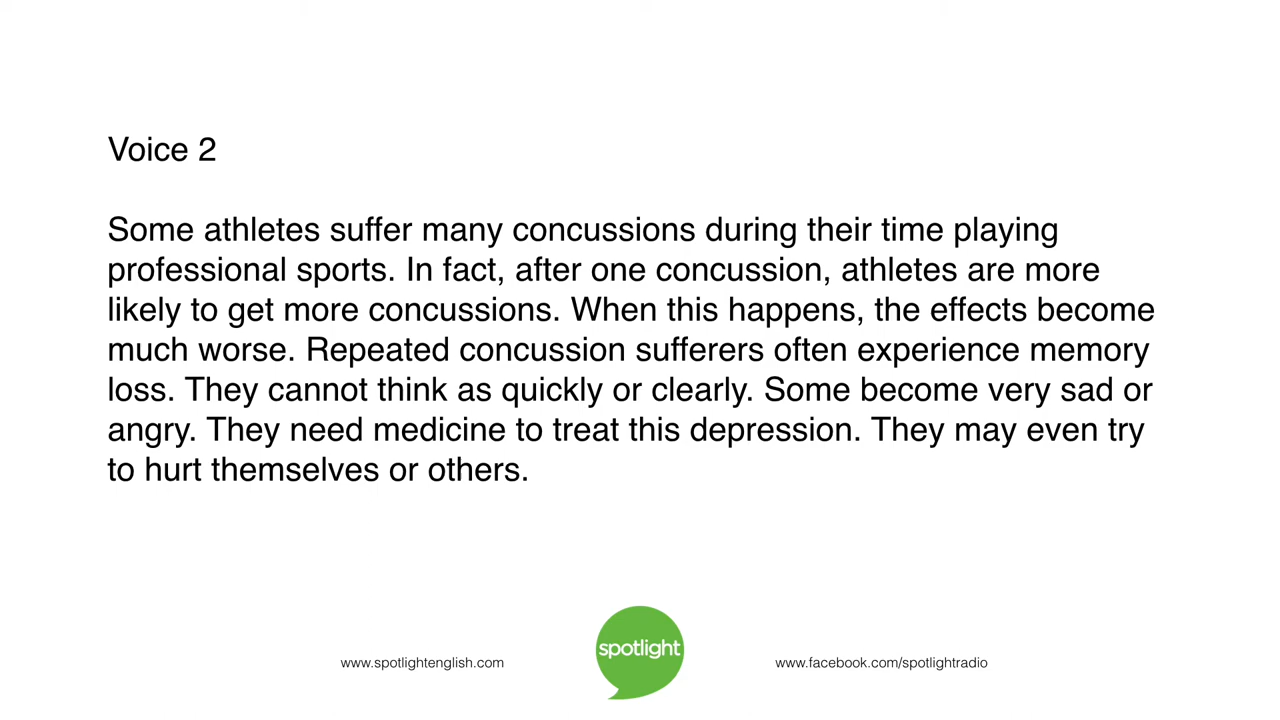 Voice 2
Some athletes suffer many concussions during their time playing
professional sports. In fact, after one concussion, athletes are more
likely to get more concussions. When this happens, the effects become
much worse. Repeated concussion sufferers often experience memory
loss. They cannot think as quickly or clearly. Some become very sad or
angry. They need medicine to treat this depression. They may even try
to hurt themselves or others.
www.spotlightenglish.com
spotlight
www.facebook.com/spotlightradio